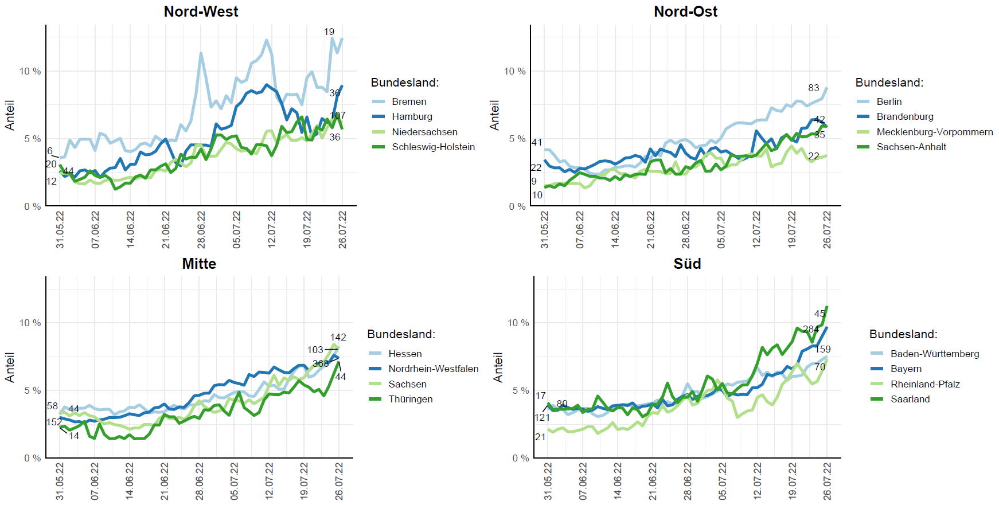 Nord-West
Anteil
10 %
5 %
0 %
6
20
44
12
19
36
107
36
31.05.22
07.06.22
14.06.22
21.06.22
28.06.22
05.07.22
12.07.22
19.07.22
26.07.22
Bundesland:
Bremen
Hamburg
Niedersachsen
Schleswig-Holstein
Nord-Ost
Anteil
10 %
5 %
0 %
41
22
9
10
83
42
35
22
31.05.22
07.06.22
14.06.22
21.06.22
28.06.22
05.07.22
12.07.22
19.07.22
26.07.22
Bundesland:
Berlin
Brandenburg
Mecklenburg-Vorpommern
Sachsen-Anhalt
Mitte
Anteil
10 %
5 %
0 %
58
44
152
14
142
103
368
44
31.05.22
07.06.22
14.06.22
21.06.22
28.06.22
05.07.22
12.07.22
19.07.22
26.07.22
Bundesland:
Hessen
Nordrhein-Westfalen
Sachsen
Thüringen
Süd
Anteil
10 %
5 %
0 %
17
80
121
21
45
284
159
70
31.05.22
07.06.22
14.06.22
21.06.22
28.06.22
05.07.22
12.07.22
19.07.22
26.07.22
Bundesland:
Baden-Württemberg
Bayern
Rheinland-Pfalz
Saarland